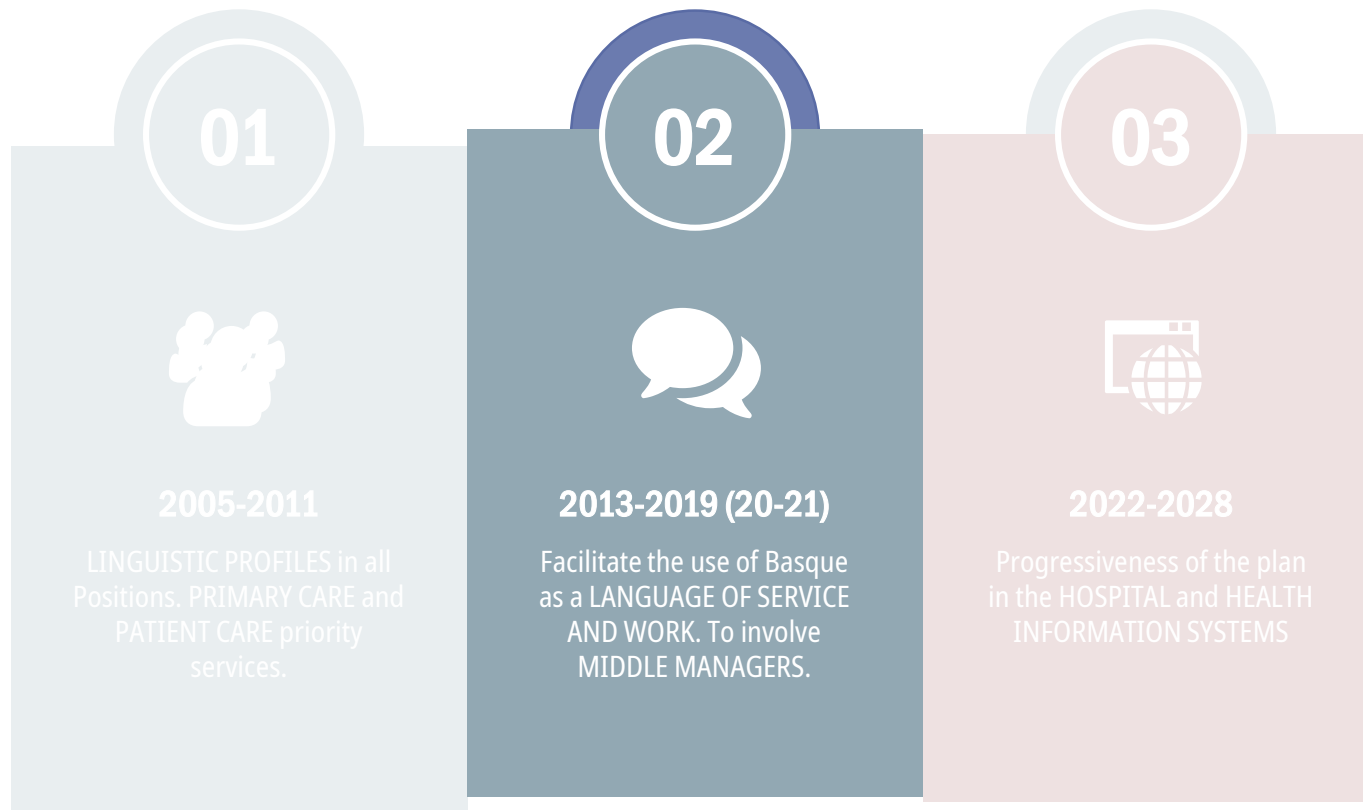 01
2005-2011
LINGUISTIC PROFILES in all
Positions. PRIMARY CARE and
PATIENT CARE priority
services.
02
2013-2019 (20-21)
Facilitate the use of Basque
as a LANGUAGE OF SERVICE
AND WORK. To involve
MIDDLE MANAGERS.
03
2022-2028
Progressiveness of the plan
in the HOSPITAL and HEALTH
INFORMATION SYSTEMS